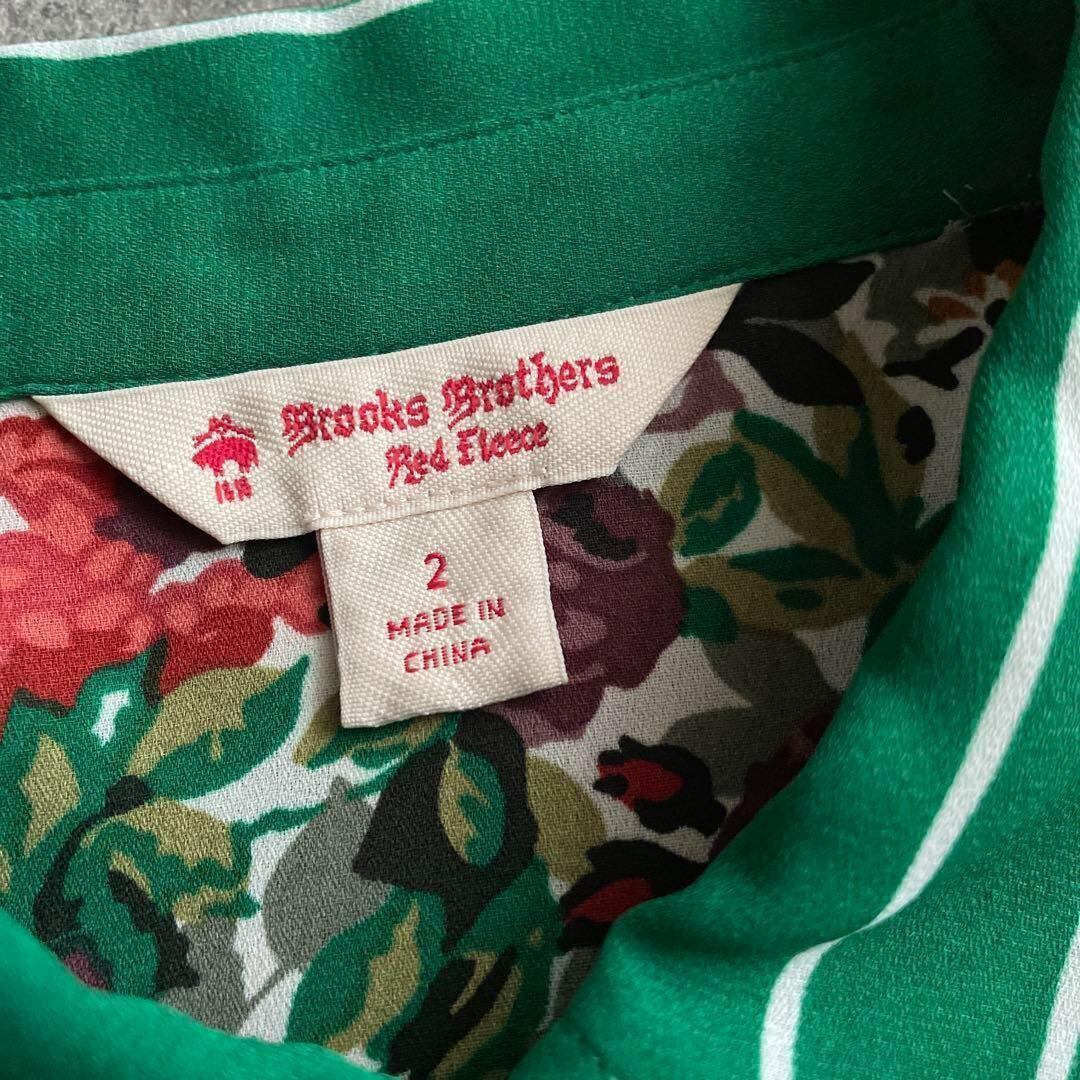 Brooks Brothers
Red Fleece
2
MADE IN
CHINA